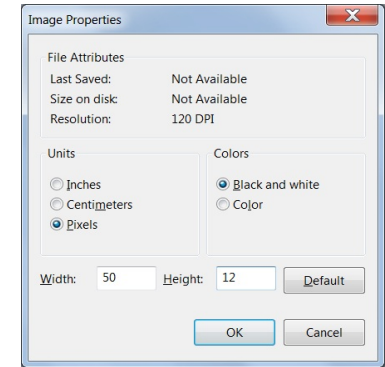 Image Properties
File Attributes
Last Saved: Not Available
Size on disk: Not Available
Resolution: 120 DPI
Units
Colors
Inches
Black and white
Centimeters
Color
Pixels
Width: 50 Height: 12 Default
OK Cancel